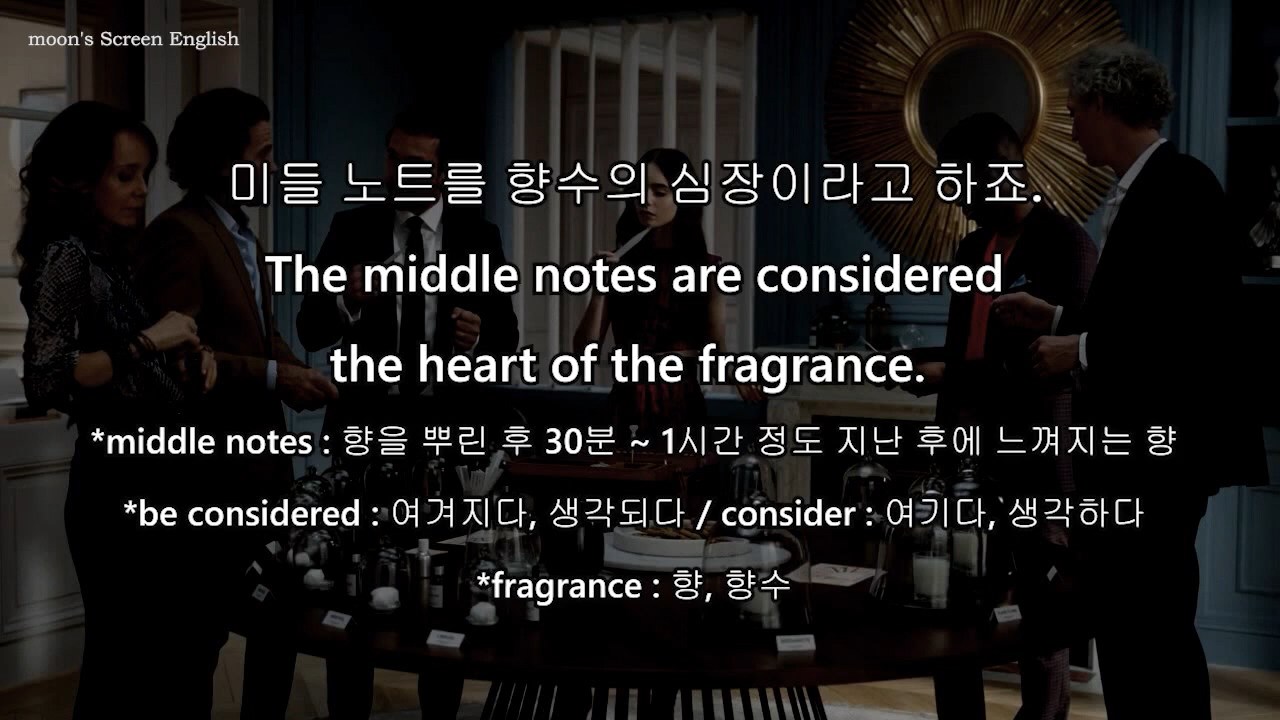 moon's Screen English
미들 노트를 향수의 심장이라고 하죠.
The middle notes are considered
the heart of the fragrance.
*middle notes : 향을 뿌린 후 30분 ~ 1시간 정도 지난 후에 느껴지는 향
*be considered : 여겨지다, 생각되다 / consider : 여기다, 생각하다
*fragrance : 향, 향수